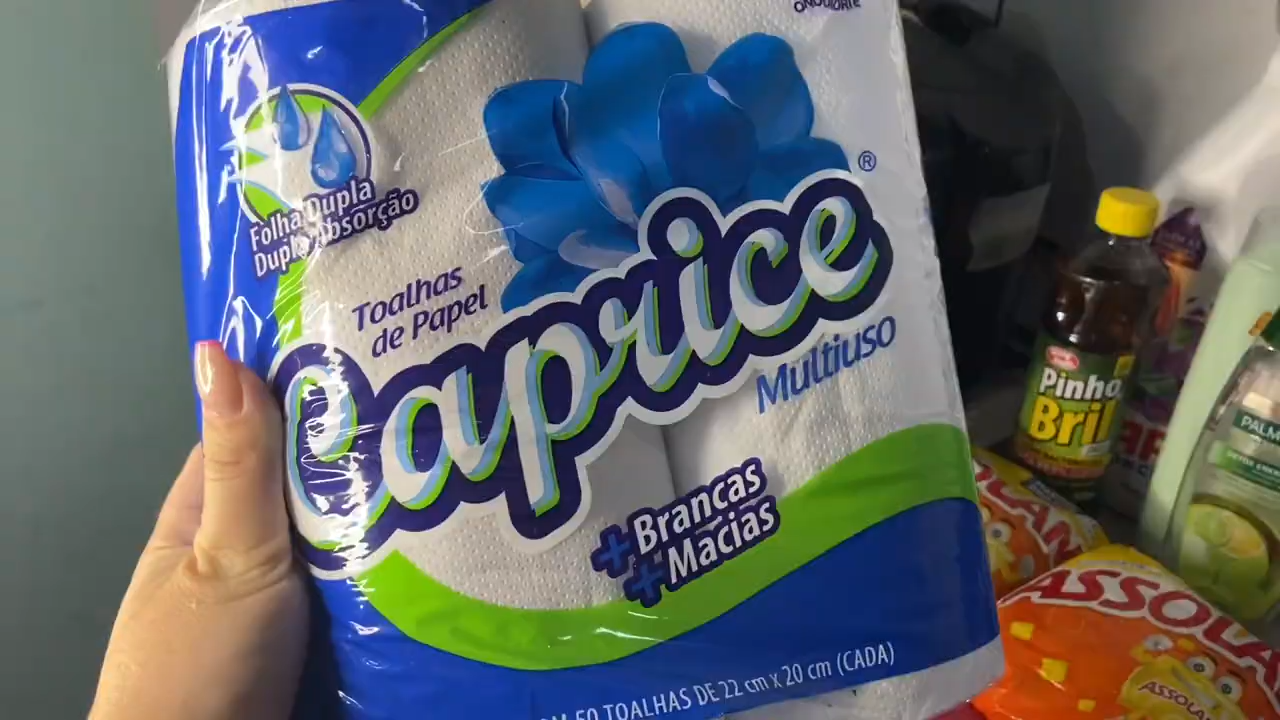 Folha Dupla
Dupla Absorção
Toalhas
de Papel
Caprice
®
Multiuso
+ Brancas
+ Macias
50 TOALHAS DE 22 cm x 20 cm (CADA)
Pinho
Bril
ASSOLAN
PALM